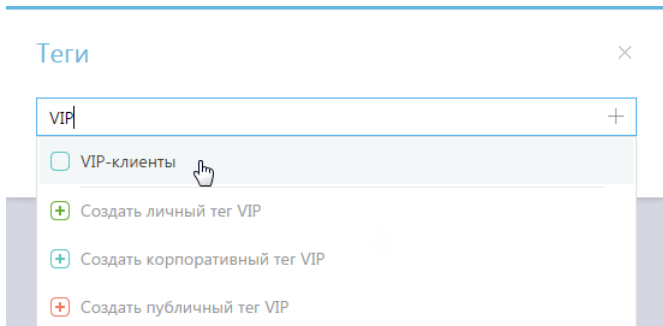 Теги
VIP
VIP-клиенты
Создать личный тег VIP
Создать корпоративный тег VIP
Создать публичный тег VIP